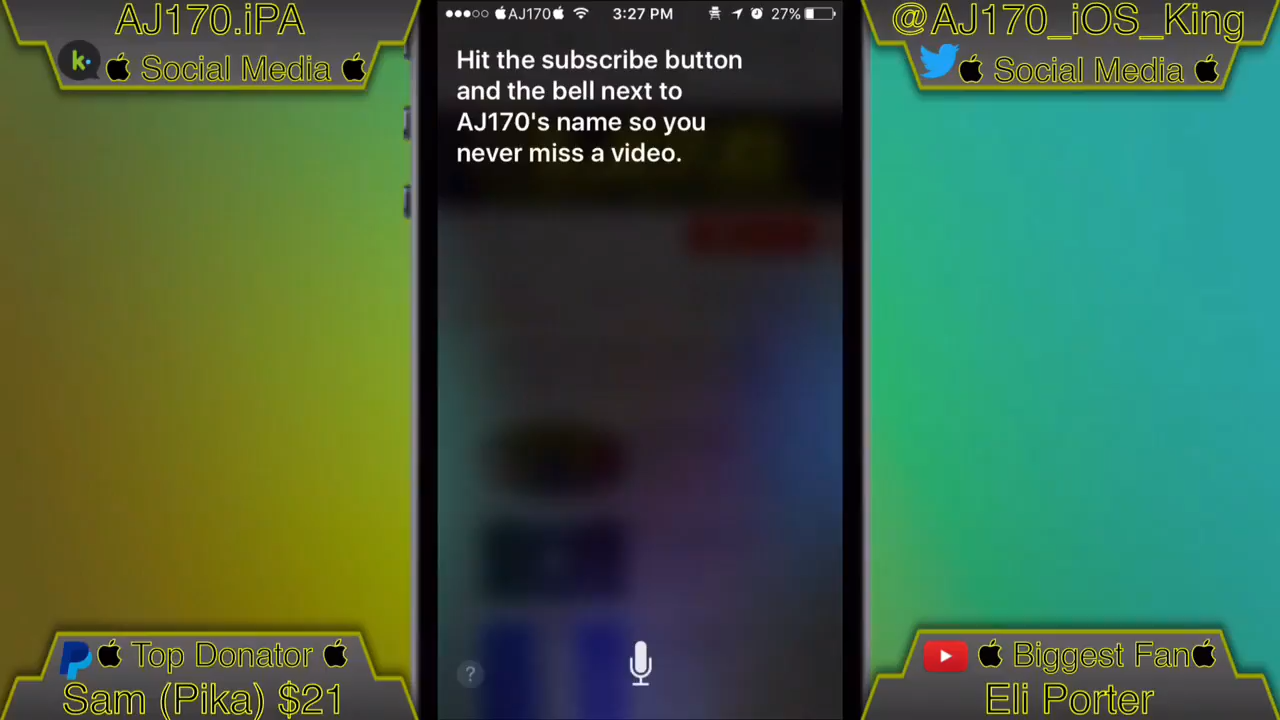 AJ170.iPA
k.
Social Media
AJ170
3:27 PM
27%
Hit the subscribe button
and the bell next to
AJ170's name so you
never miss a video.
?
@AJ170_iOS_King
Social Media
Top Donator
Sam (Pika) $21
Biggest Fan
Eli Porter